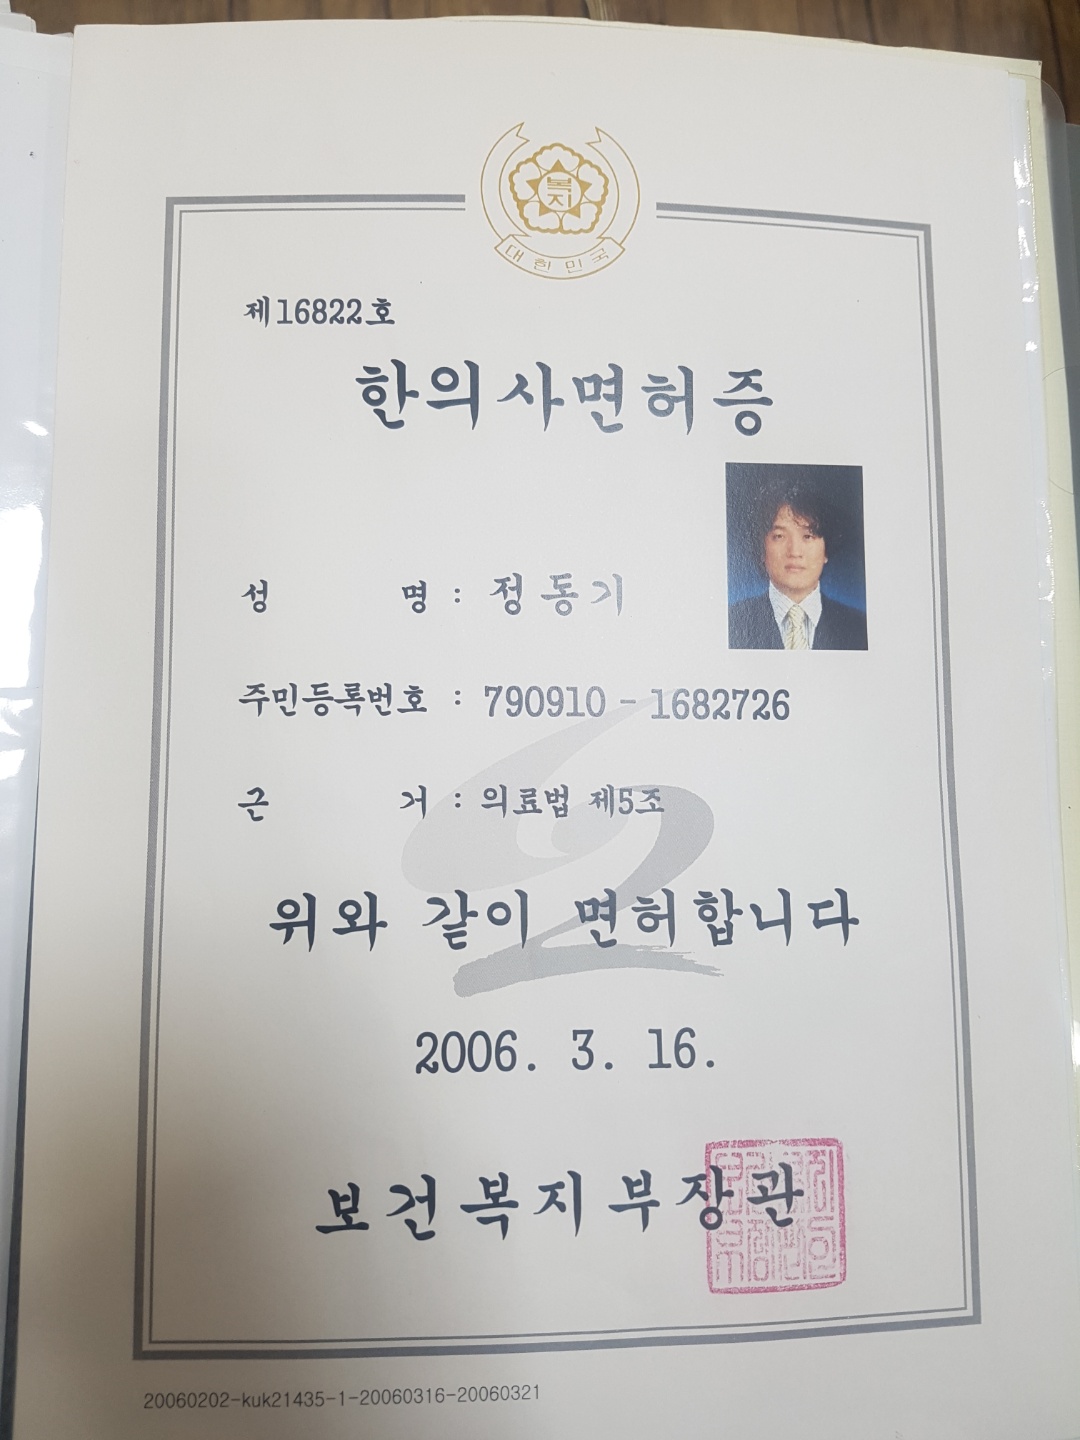 복지
대한민국
제16822호
한의사면허증
성 명 : 정동기
주민등록번호 : 790910 - 1682726
근 거 : 의료법 제5조
위와 같이 면허합니다
2006. 3. 16.
보건복지부장관
20060202-kuk21435-1-20060316-20060321